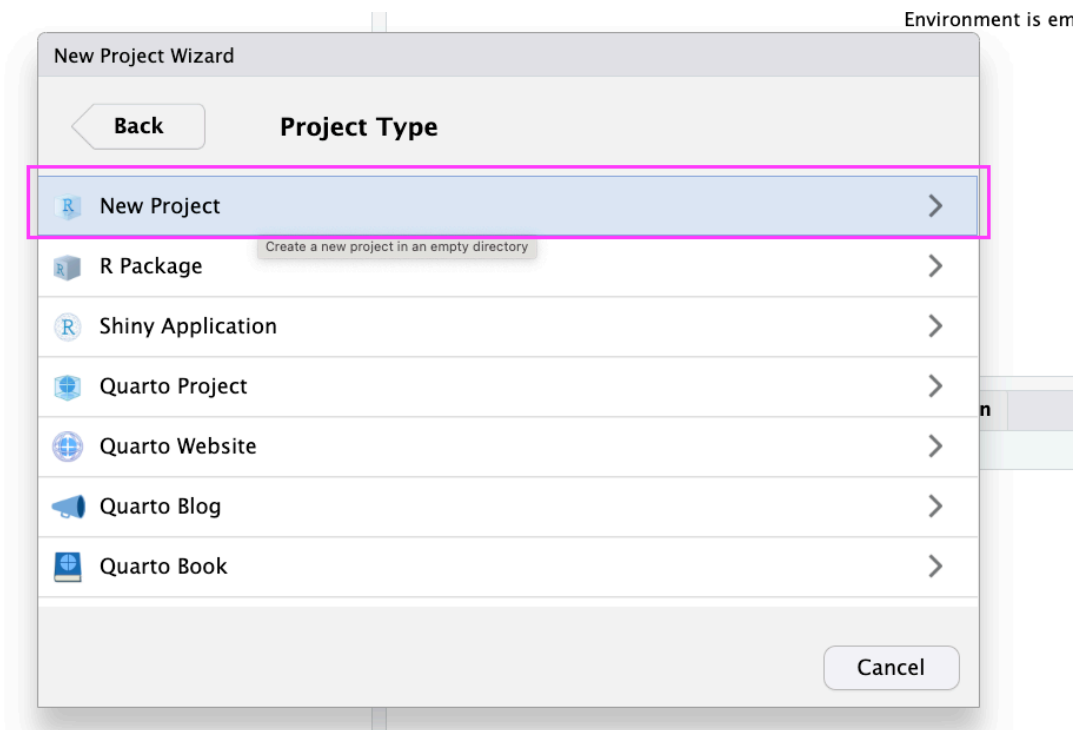 Environment is em
New Project Wizard
Back
Project Type
R New Project
Create a new project in an empty directory
R R Package
R Shiny Application
Quarto Project
Quarto Website
Quarto Blog
Quarto Book
n
Cancel